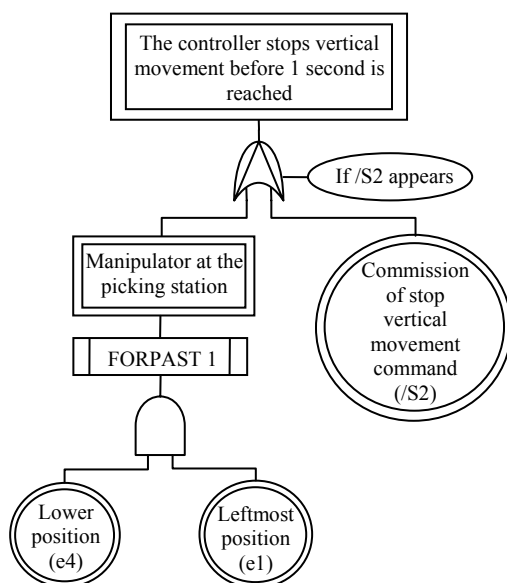 The controller stops vertical
movement before 1 second is
reached
If /S2 appears
Manipulator at the
picking station
Commission
of stop
vertical
movement
command
(/S2)
FORPAST 1
Lower
position
(e4)
Leftmost
position
(e1)